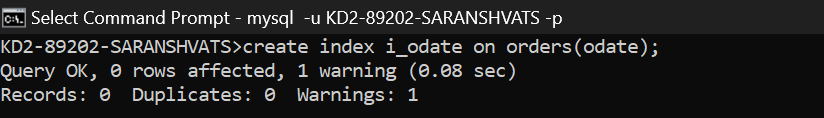 Select Command Prompt - mysql  -u KD2-89202-SARANSHVATS -p
KD2-89202-SARANSHVATS>create index i_odate on orders(odate);
Query OK, 0 rows affected, 1 warning (0.08 sec)
Records: 0  Duplicates: 0  Warnings: 1